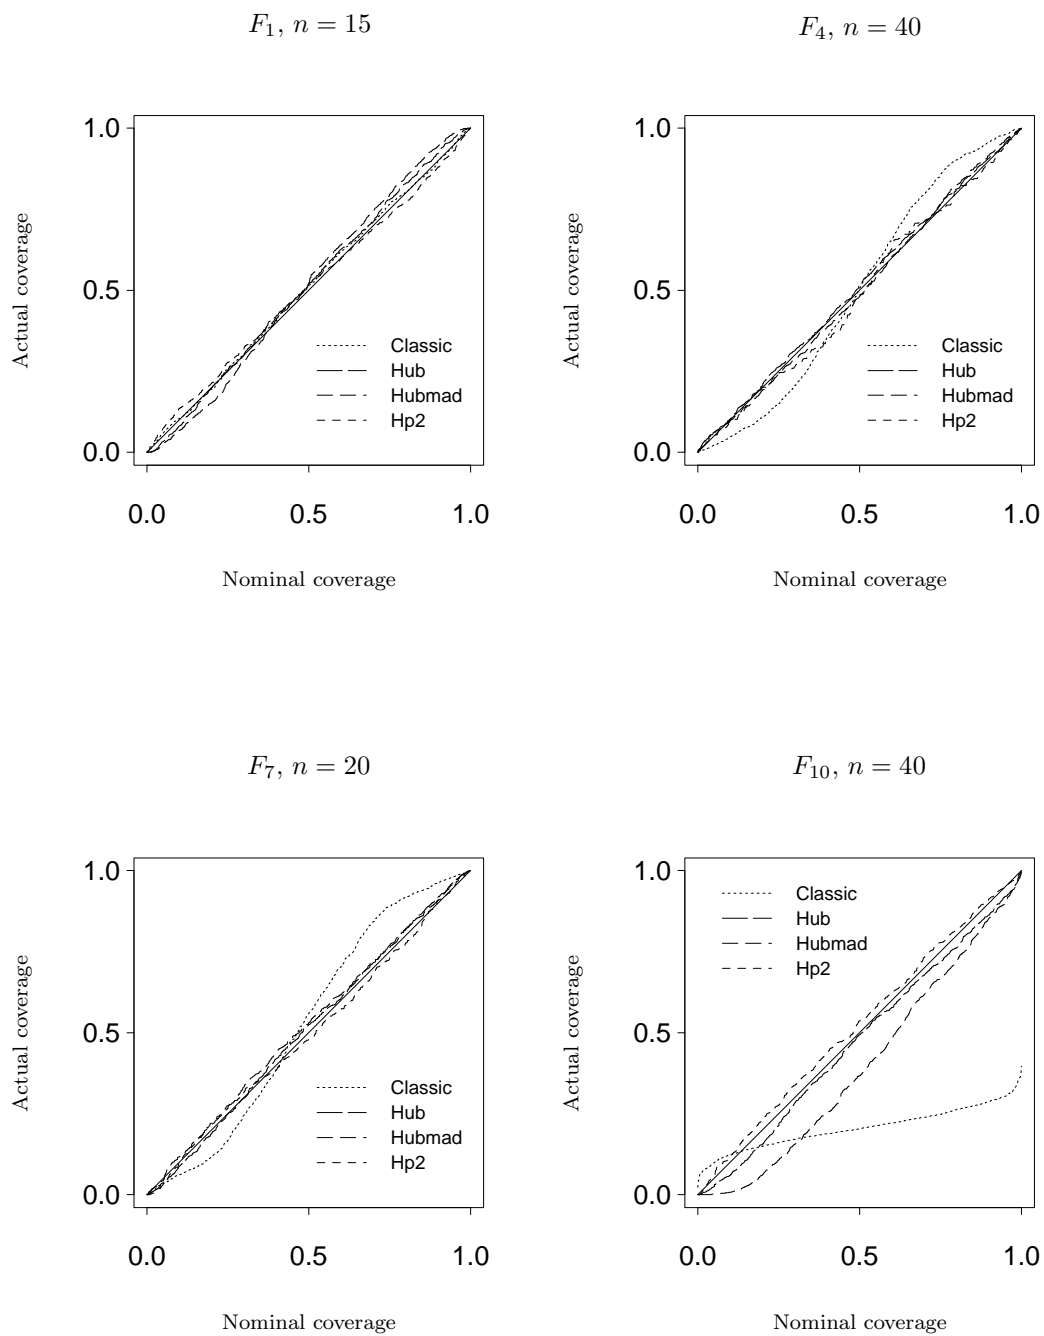 F₁, n = 15
Actual coverage
1.0
0.5
0.0
Classic
Hub
Hubmad
Hp2
0.0 0.5 1.0
Nominal coverage
F₄, n = 40
Actual coverage
1.0
0.5
0.0
Classic
Hub
Hubmad
Hp2
0.0 0.5 1.0
Nominal coverage
F₇, n = 20
Actual coverage
1.0
0.5
0.0
Classic
Hub
Hubmad
Hp2
0.0 0.5 1.0
Nominal coverage
F₁₀, n = 40
Actual coverage
1.0
0.5
0.0
Classic
Hub
Hubmad
Hp2
0.0 0.5 1.0
Nominal coverage